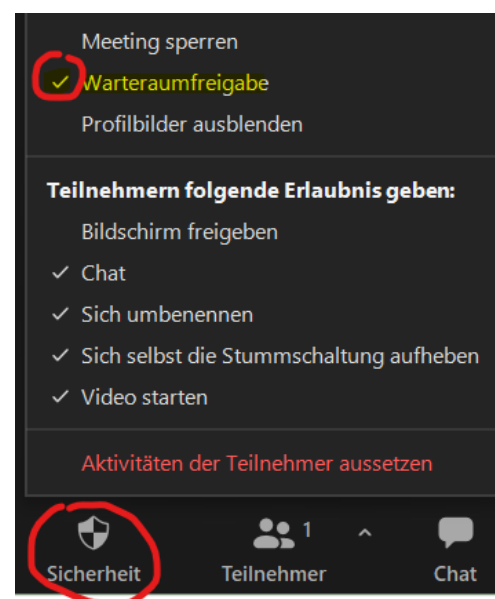 Meeting sperren
Warteraumfreigabe
Profilbilder ausblenden
Teilnehmern folgende Erlaubnis geben:
Bildschirm freigeben
Chat
Sich umbenennen
Sich selbst die Stummschaltung aufheben
Video starten
Aktivitäten der Teilnehmer aussetzen
1
Sicherheit Teilnehmer Chat